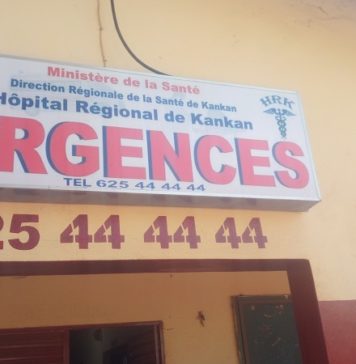 Ministère de la Santé
Direction Régionale de la Santé de Kankan
Hôpital Régional de Kankan
HRK
RGENCES
TEL 625 44 44 44
25 44 44 44